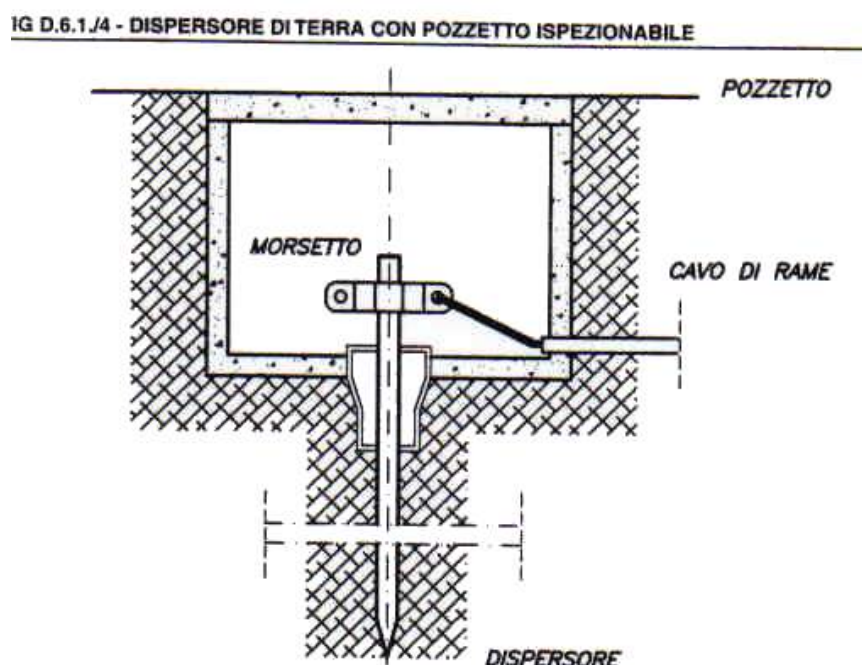 IG D.6.1./4 - DISPERSORE DI TERRA CON POZZETTO ISPEZIONABILE
POZZETTO
MORSETTO
CAVO DI RAME
DISPERSORE